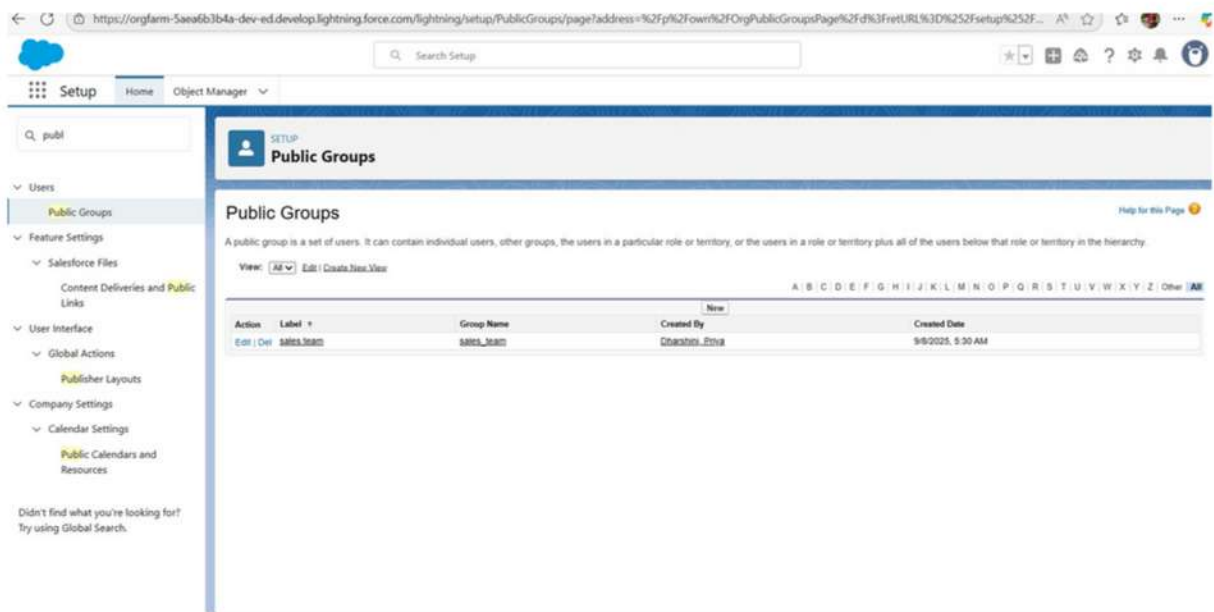 https://orgfarm-5aea6b3b4a-dev-ed.develop.lightning.force.com/lightning/setup/PublicGroups/page?address=%2Fp%2Fown%2FOrgPublicGroupsPage%2Fd%3FretURL%3D%252Fsetup%252F...
Search Setup
Setup
Home
Object Manager
publ
SETUP
Public Groups
Users
Public Groups
Feature Settings
Salesforce Files
Content Deliveries and Public
Links
User Interface
Global Actions
Publisher Layouts
Company Settings
Calendar Settings
Public Calendars and
Resources
Didn't find what you're looking for?
Try using Global Search.
Public Groups
Help for this Page
A public group is a set of users. It can contain individual users, other groups, the users in a particular role or territory, or the users in a role or territory plus all of the users below that role or territory in the hierarchy.
View: All Edit | Create New View
A | B | C | D | E | F | G | H | I | J | K | L | M | N | O | P | Q | R | S | T | U | V | W | X | Y | Z | Other | All
New
Action Label Group Name Created By Created Date
Edit | Del sales team sales_team Dharshini, Priya 9/8/2025, 5:30 AM